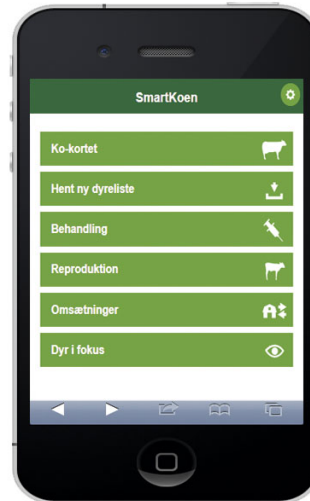 SmartKoen
Ko-kortet
Hent ny dyreliste
Behandling
Reproduktion
Omsætninger
Dyr i fokus